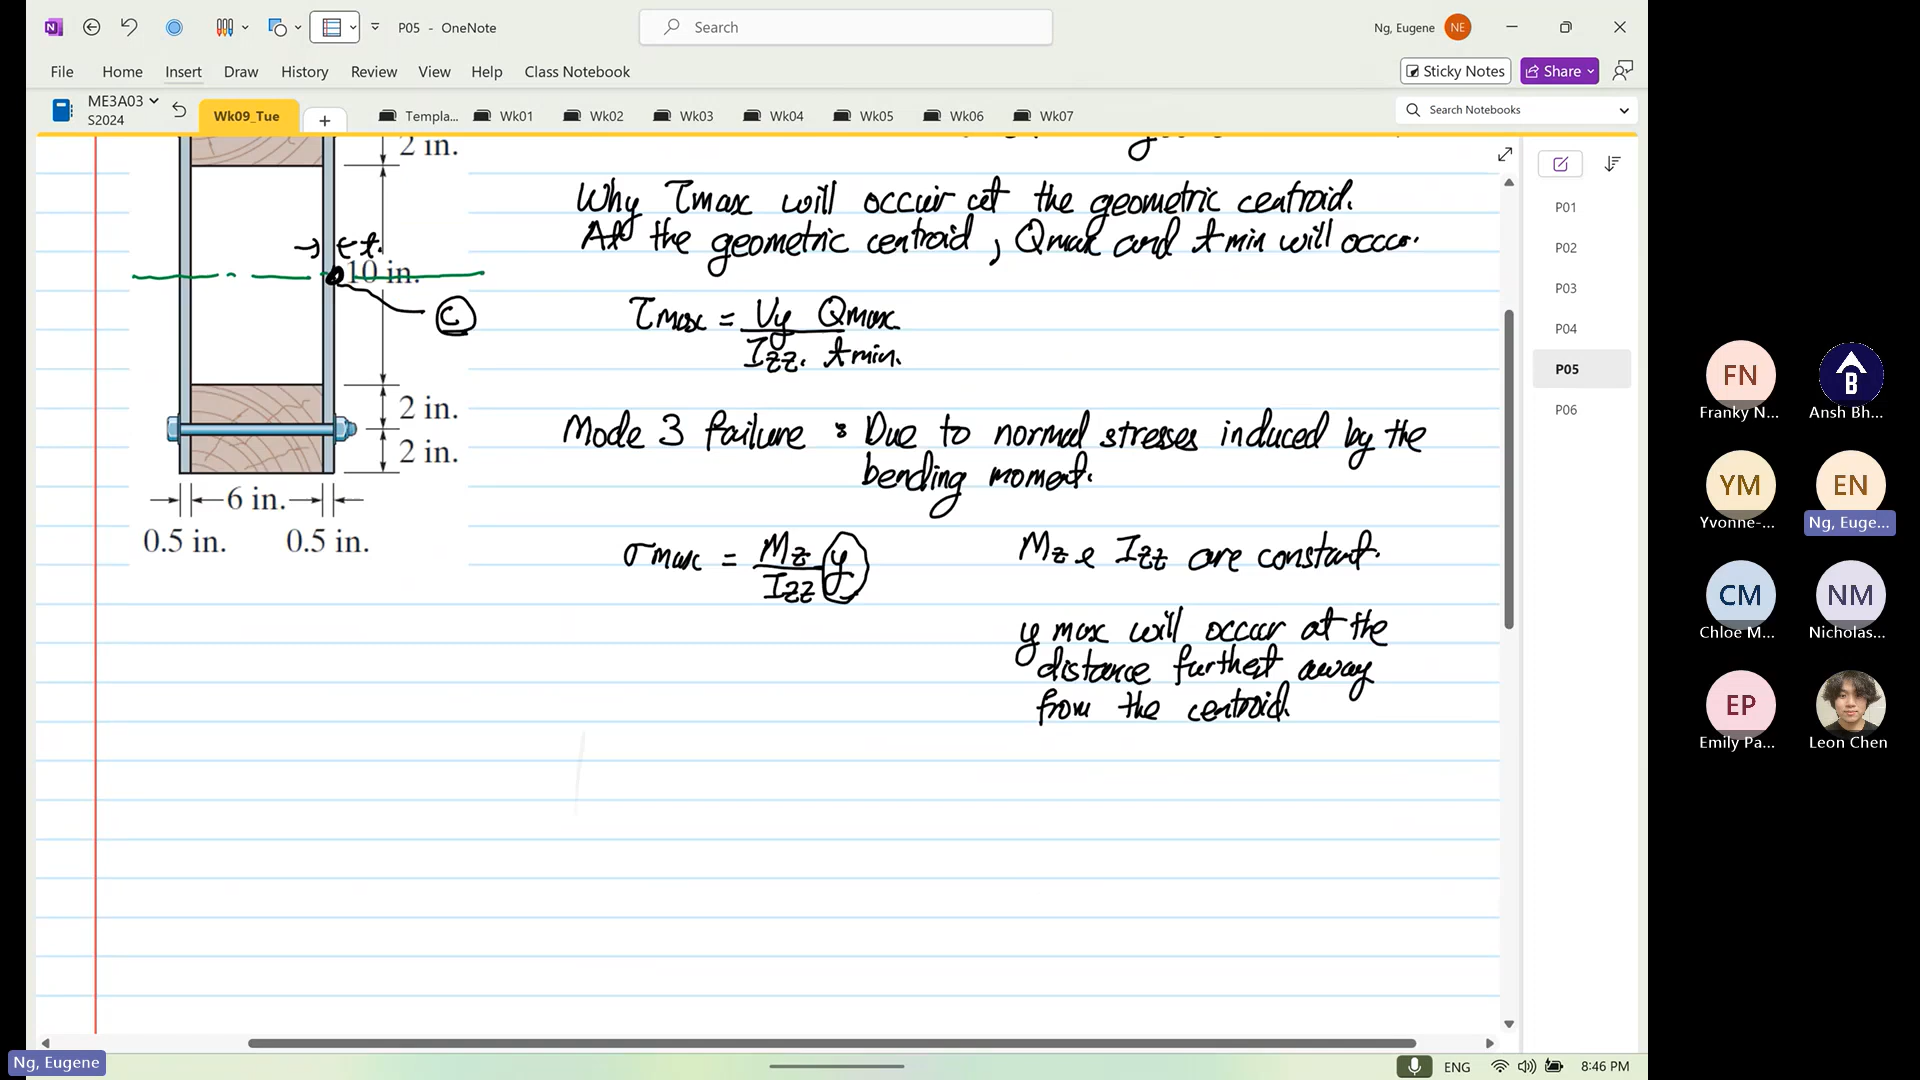 P05 - OneNote
Search
Ng, Eugene
NE
File Home Insert Draw History Review View Help Class Notebook
Sticky Notes
Share
ME3A03
S2024
Wk09_Tue
Templa... Wk01 Wk02 Wk03 Wk04 Wk05 Wk06 Wk07
Search Notebooks
P01
P02
P03
P04
P05
P06
2 in.
t.
10 in.
C
2 in.
2 in.
6 in.
0.5 in. 0.5 in.
Why τmax will occur at the geometric centroid.
At the geometric centroid, Qmax and tmin will occur.
τmax = Vy Qmax
Izz. tmin.
Mode 3 failure : Due to normal stresses induced by the
bending moment.
σmax = Mz y
Izz
Mz & Izz are constant.
y max will occur at the
distance furthest away
from the centroid.
FN
Franky N...
B
Ansh Bh...
YM
Yvonne-...
EN
Ng, Euge...
CM
Chloe M...
NM
Nicholas...
EP
Emily Pa...
Leon Chen
Ng, Eugene
ENG
8:46 PM